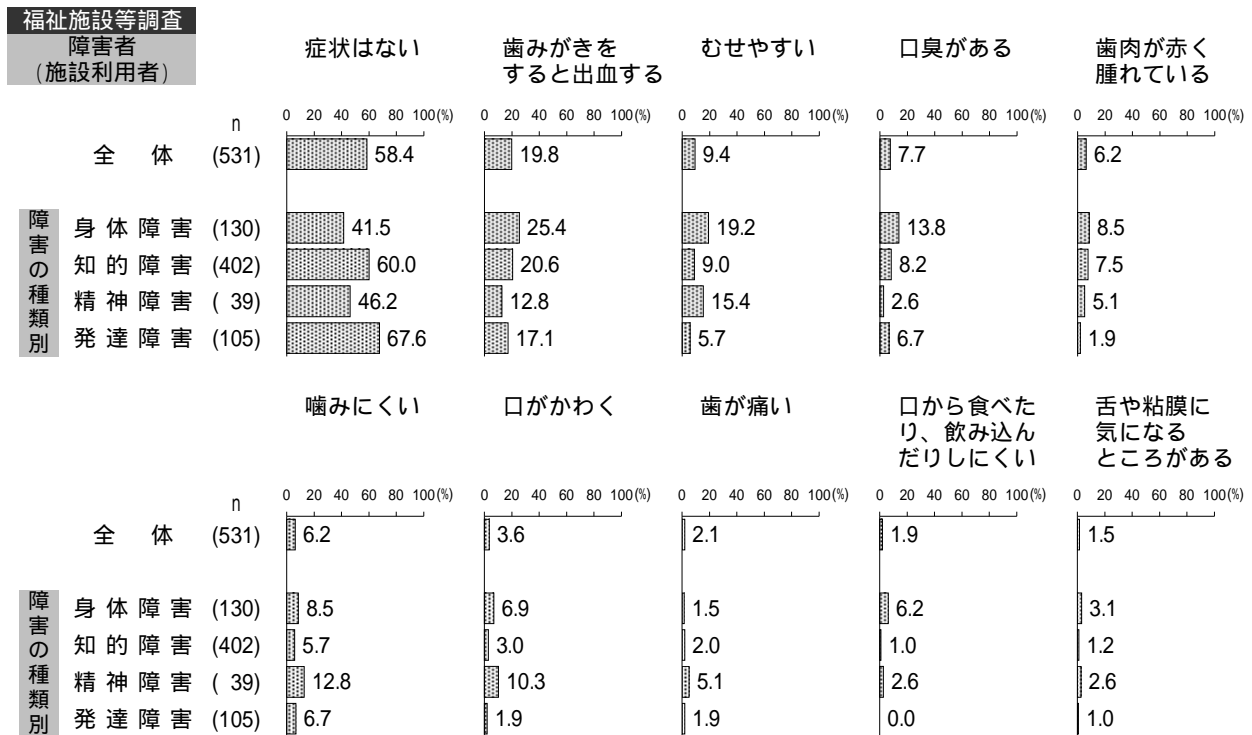 福祉施設等調査
障害者
(施設利用者)
症状はない
歯みがきを
すると出血する
むせやすい
口臭がある
歯肉が赤く
腫れている
n
0 20 40 60 80 100(%)
0 20 40 60 80 100(%)
0 20 40 60 80 100(%)
0 20 40 60 80 100(%)
0 20 40 60 80 100(%)
全 体 (531) 58.4 19.8 9.4 7.7 6.2
障害の種類別
身体障害 (130) 41.5 25.4 19.2 13.8 8.5
知的障害 (402) 60.0 20.6 9.0 8.2 7.5
精神障害 ( 39) 46.2 12.8 15.4 2.6 5.1
発達障害 (105) 67.6 17.1 5.7 6.7 1.9
噛みにくい
口がかわく
歯が痛い
口から食べた
り、飲み込ん
だりしにくい
舌や粘膜に
気になる
ところがある
n
0 20 40 60 80 100(%)
0 20 40 60 80 100(%)
0 20 40 60 80 100(%)
0 20 40 60 80 100(%)
0 20 40 60 80 100(%)
全 体 (531) 6.2 3.6 2.1 1.9 1.5
障害の種類別
身体障害 (130) 8.5 6.9 1.5 6.2 3.1
知的障害 (402) 5.7 3.0 2.0 1.0 1.2
精神障害 ( 39) 12.8 10.3 5.1 2.6 2.6
発達障害 (105) 6.7 1.9 1.9 0.0 1.0